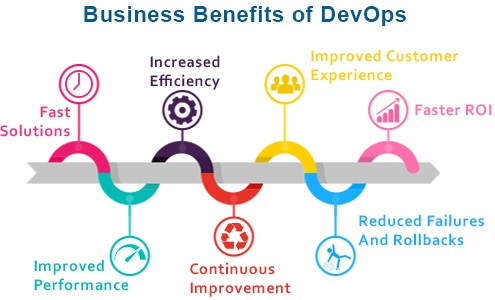 Business Benefits of DevOps
Fast
Solutions
Improved
Performance
Increased
Efficiency
Continuous
Improvement
Improved Customer
Experience
Reduced Failures
And Rollbacks
Faster ROI